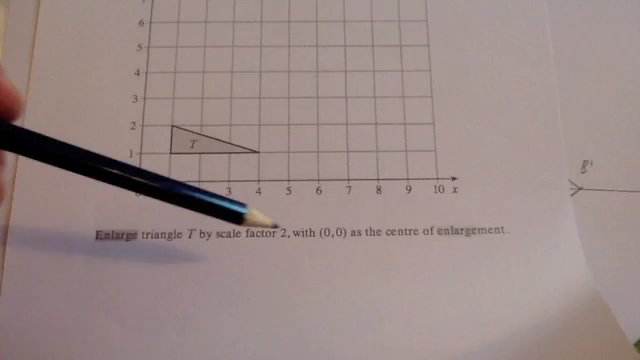 6
5
4
3
2
T
1
3 4 5 6 7 8 9 10 x
B'
Enlarge triangle T by scale factor 2, with (0,0) as the centre of enlargement.